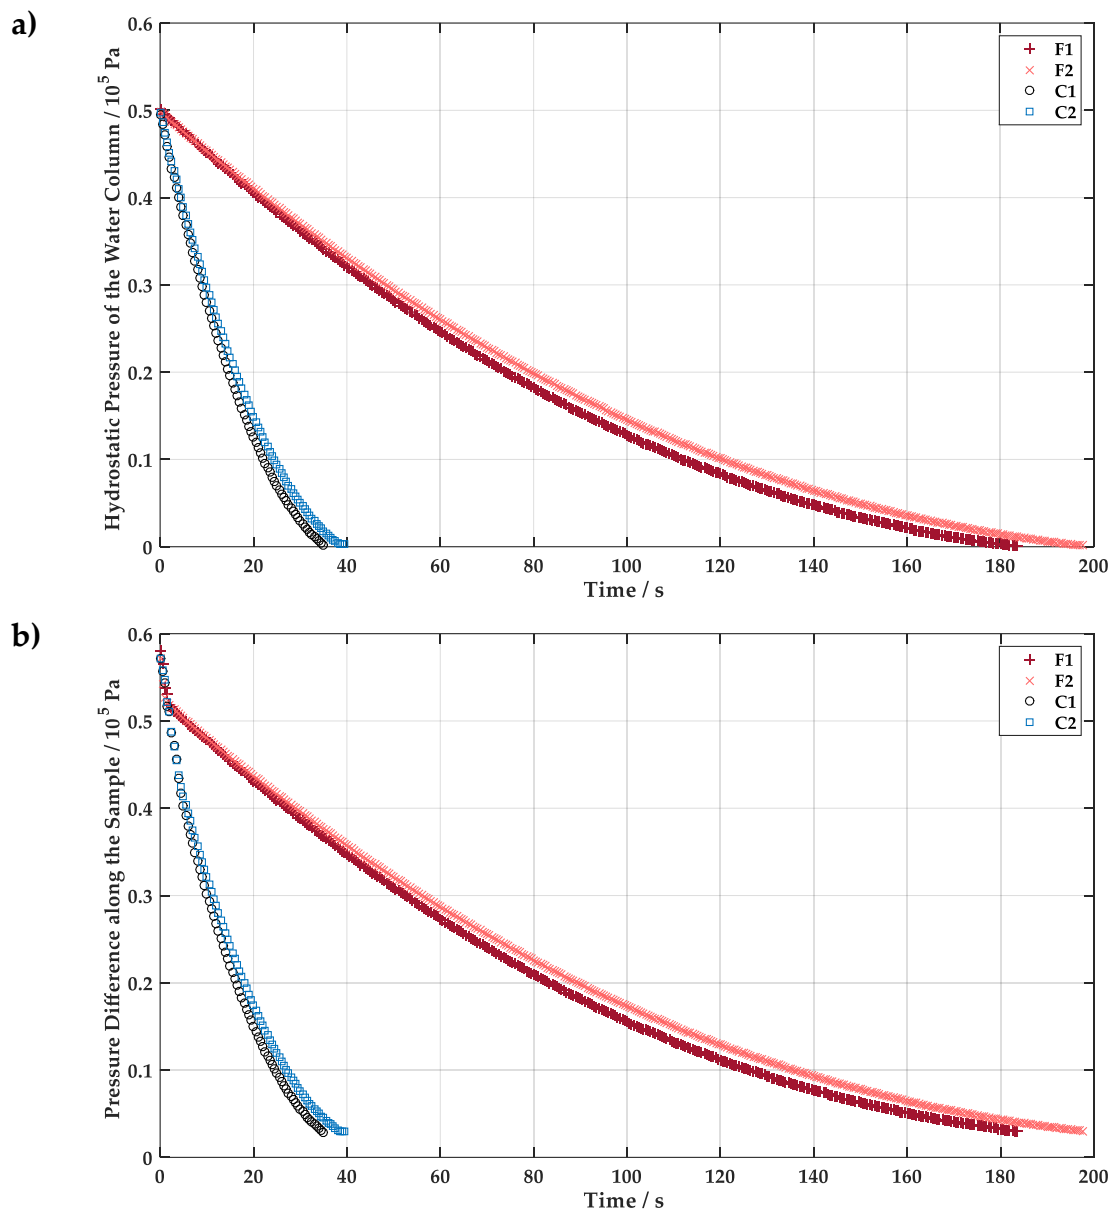 a)
Hydrostatic Pressure of the Water Column / 10^5 Pa
0.6
0.5
0.4
0.3
0.2
0.1
0
F1
F2
C1
C2
0 20 40 60 80 100 120 140 160 180 200
Time / s
b)
Pressure Difference along the Sample / 10^5 Pa
0.6
0.5
0.4
0.3
0.2
0.1
0
F1
F2
C1
C2
0 20 40 60 80 100 120 140 160 180 200
Time / s